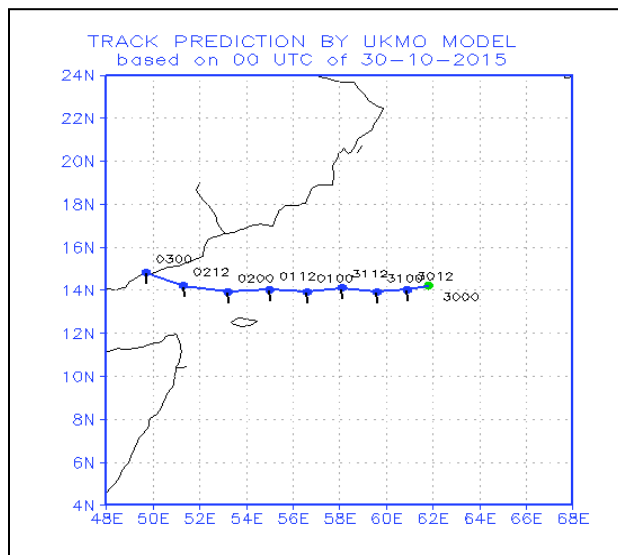 TRACK PREDICTION BY UKMO MODEL
based on 00 UTC of 30-10-2015
24N
22N
20N
18N
16N
14N
12N
10N
8N
6N
4N
0300
0212
0200
0112
0100
3112
3100
3012
3000
48E 50E 52E 54E 56E 58E 60E 62E 64E 66E 68E